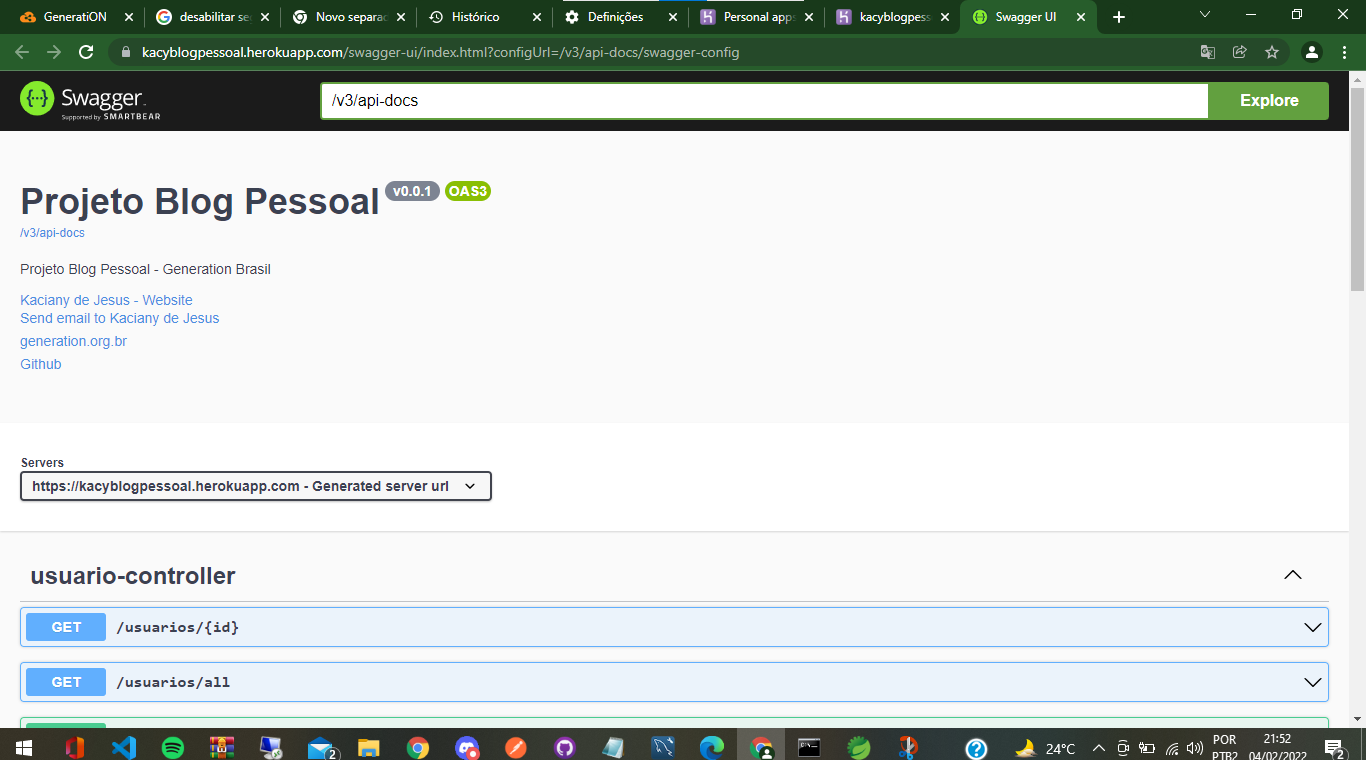 GeneratiON
desabilitar se
Novo separad
Histórico
Definições
Personal apps
kacyblogpess
Swagger UI
kacyblogpessoal.herokuapp.com/swagger-ui/index.html?configUrl=/v3/api-docs/swagger-config
Swagger
Supported by SMARTBEAR
/v3/api-docs
Explore
Projeto Blog Pessoal v0.0.1 OAS3
/v3/api-docs
Projeto Blog Pessoal - Generation Brasil
Kaciany de Jesus - Website
Send email to Kaciany de Jesus
generation.org.br
Github
Servers
https://kacyblogpessoal.herokuapp.com - Generated server url
usuario-controller
GET /usuarios/{id}
GET /usuarios/all
2
24°C
POR
PTB2
21:52
04/02/2022
2